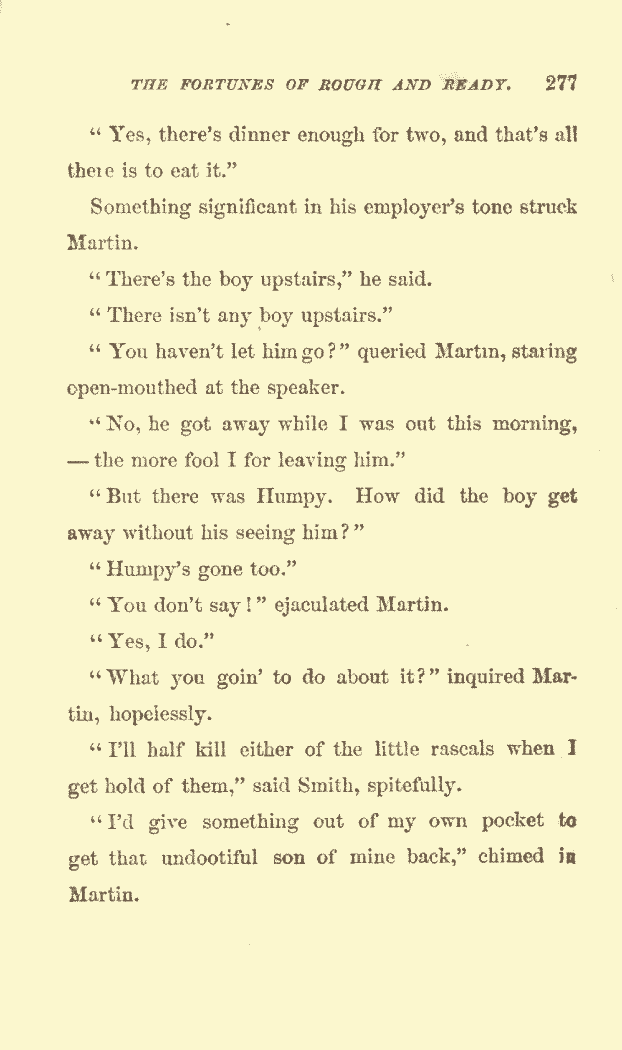 THE FORTUNES OF ROUGH AND READY. 277
“ Yes, there's dinner enough for two, and that's all
there is to eat it.”
Something significant in his employer's tone struck
Martin.
“ There's the boy upstairs,” he said.
“ There isn't any boy upstairs.”
“ You haven't let him go?” queried Martin, staring
open-mouthed at the speaker.
“ No, he got away while I was out this morning,
— the more fool I for leaving him.”
“ But there was Humpy. How did the boy get
away without his seeing him?”
“ Humpy's gone too.”
“ You don't say!” ejaculated Martin.
“ Yes, I do.”
“ What you goin' to do about it?” inquired Mar-
tin, hopelessly.
“ I'll half kill either of the little rascals when I
get hold of them,” said Smith, spitefully.
“ I'd give something out of my own pocket to
get that undootiful son of mine back,” chimed in
Martin.